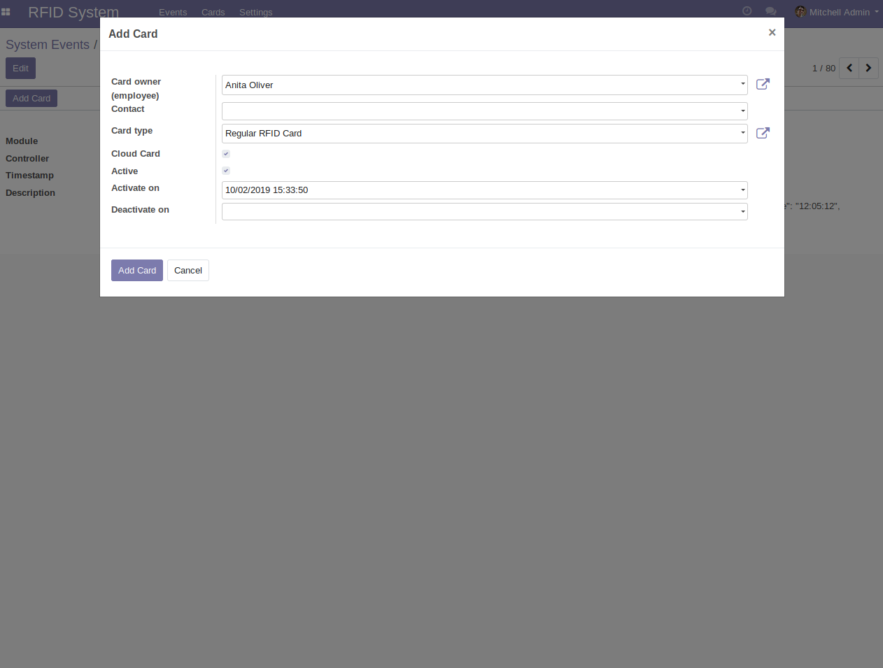 RFID System Events Cards Settings Mitchell Admin
Add Card ×
System Events /
Edit 1 / 80
Add Card
Card owner (employee) Anita Oliver
Contact
Card type Regular RFID Card
Cloud Card
Active
Activate on 10/02/2019 15:33:50
Deactivate on
Module
Controller
Timestamp
Description
": "12:05:12",
Add Card Cancel